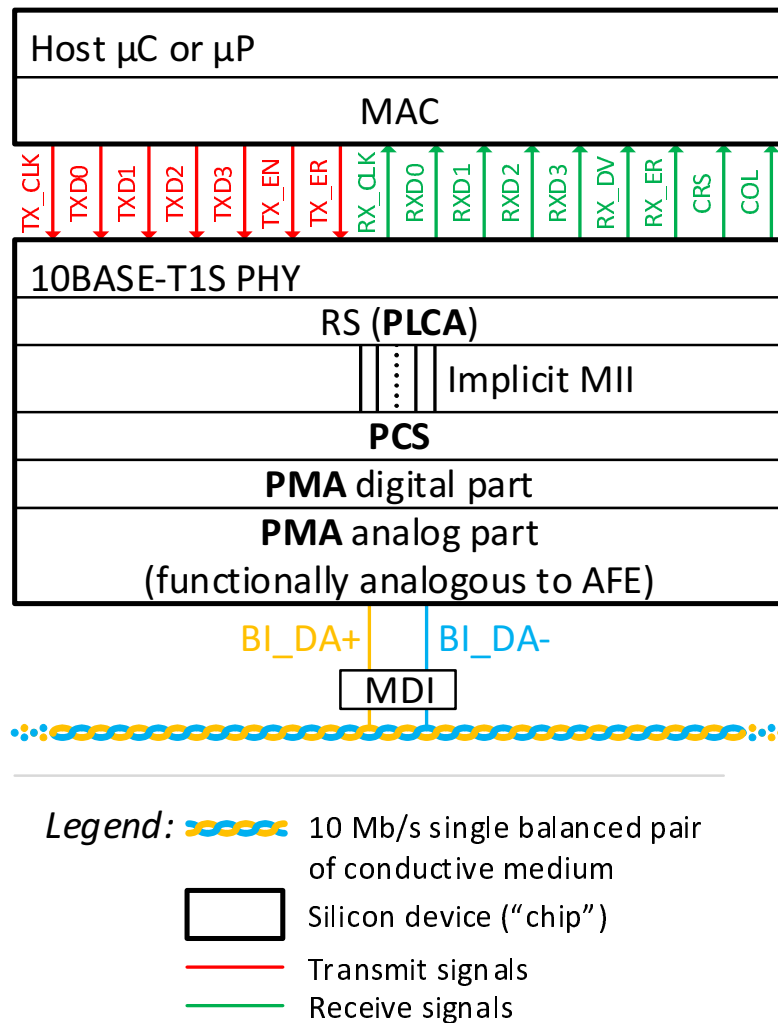 Host µC or µP
MAC
TX_CLK
TXD0
TXD1
TXD2
TXD3
TX_EN
TX_ER
RX_CLK
RXD0
RXD1
RXD2
RXD3
RX_DV
RX_ER
CRS
COL
10BASE-T1S PHY
RS (PLCA)
Implicit MII
PCS
PMA digital part
PMA analog part
(functionally analogous to AFE)
BI_DA+
BI_DA-
MDI
Legend:
10 Mb/s single balanced pair
of conductive medium
Silicon device (“chip”)
Transmit signals
Receive signals